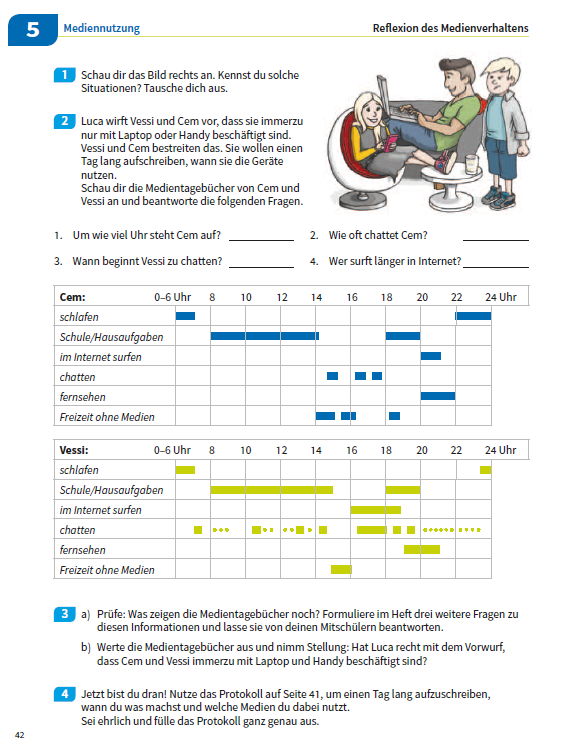 5
Mediennutzung
Reflexion des Medienverhaltens
1 Schau dir das Bild rechts an. Kennst du solche
Situationen? Tausche dich aus.
2 Luca wirft Vessi und Cem vor, dass sie immerzu
nur mit Laptop oder Handy beschäftigt sind.
Vessi und Cem bestreiten das. Sie wollen einen
Tag lang aufschreiben, wann sie die Geräte
nutzen.
Schau dir die Medientagebücher von Cem und
Vessi an und beantworte die folgenden Fragen.
1. Um wie viel Uhr steht Cem auf?
2. Wie oft chattet Cem?
3. Wann beginnt Vessi zu chatten?
4. Wer surft länger in Internet?
Cem: 0–6 Uhr 8 10 12 14 16 18 20 22 24 Uhr
schlafen
Schule/Hausaufgaben
im Internet surfen
chatten
fernsehen
Freizeit ohne Medien
Vessi: 0–6 Uhr 8 10 12 14 16 18 20 22 24 Uhr
schlafen
Schule/Hausaufgaben
im Internet surfen
chatten
fernsehen
Freizeit ohne Medien
3 a) Prüfe: Was zeigen die Medientagebücher noch? Formuliere im Heft drei weitere Fragen zu
diesen Informationen und lasse sie von deinen Mitschülern beantworten.
b) Werte die Medientagebücher aus und nimm Stellung: Hat Luca recht mit dem Vorwurf,
dass Cem und Vessi immerzu mit Laptop und Handy beschäftigt sind?
4 Jetzt bist du dran! Nutze das Protokoll auf Seite 41, um einen Tag lang aufzuschreiben,
wann du was machst und welche Medien du dabei nutzt.
Sei ehrlich und fülle das Protokoll ganz genau aus.
42